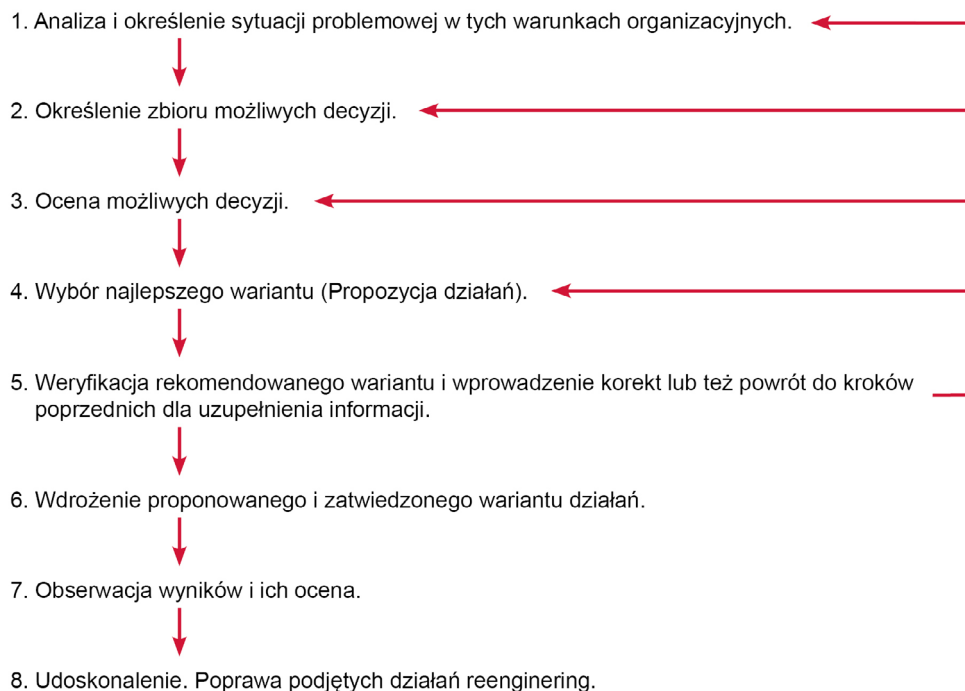 1. Analiza i określenie sytuacji problemowej w tych warunkach organizacyjnych.
2. Określenie zbioru możliwych decyzji.
3. Ocena możliwych decyzji.
4. Wybór najlepszego wariantu (Propozycja działań).
5. Weryfikacja rekomendowanego wariantu i wprowadzenie korekt lub też powrót do kroków
poprzednich dla uzupełnienia informacji.
6. Wdrożenie proponowanego i zatwiedzonego wariantu działań.
7. Obserwacja wyników i ich ocena.
8. Udoskonalenie. Poprawa podjętych działań reenginering.